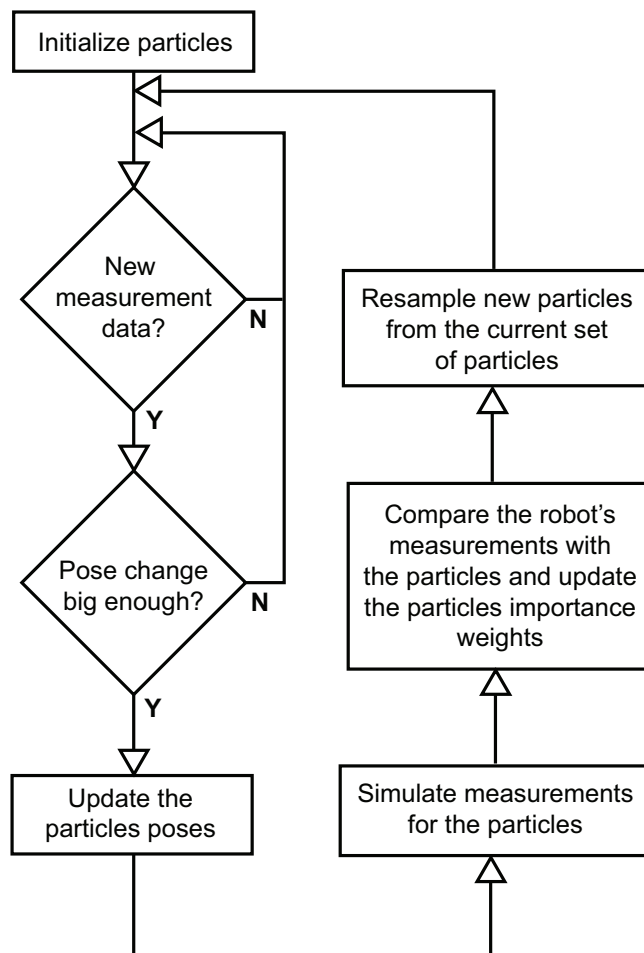 Initialize particles
New
measurement
data?
N
Y
Pose change
big enough?
N
Y
Update the
particles poses
Simulate measurements
for the particles
Compare the robot's
measurements with
the particles and update
the particles importance
weights
Resample new particles
from the current set
of particles